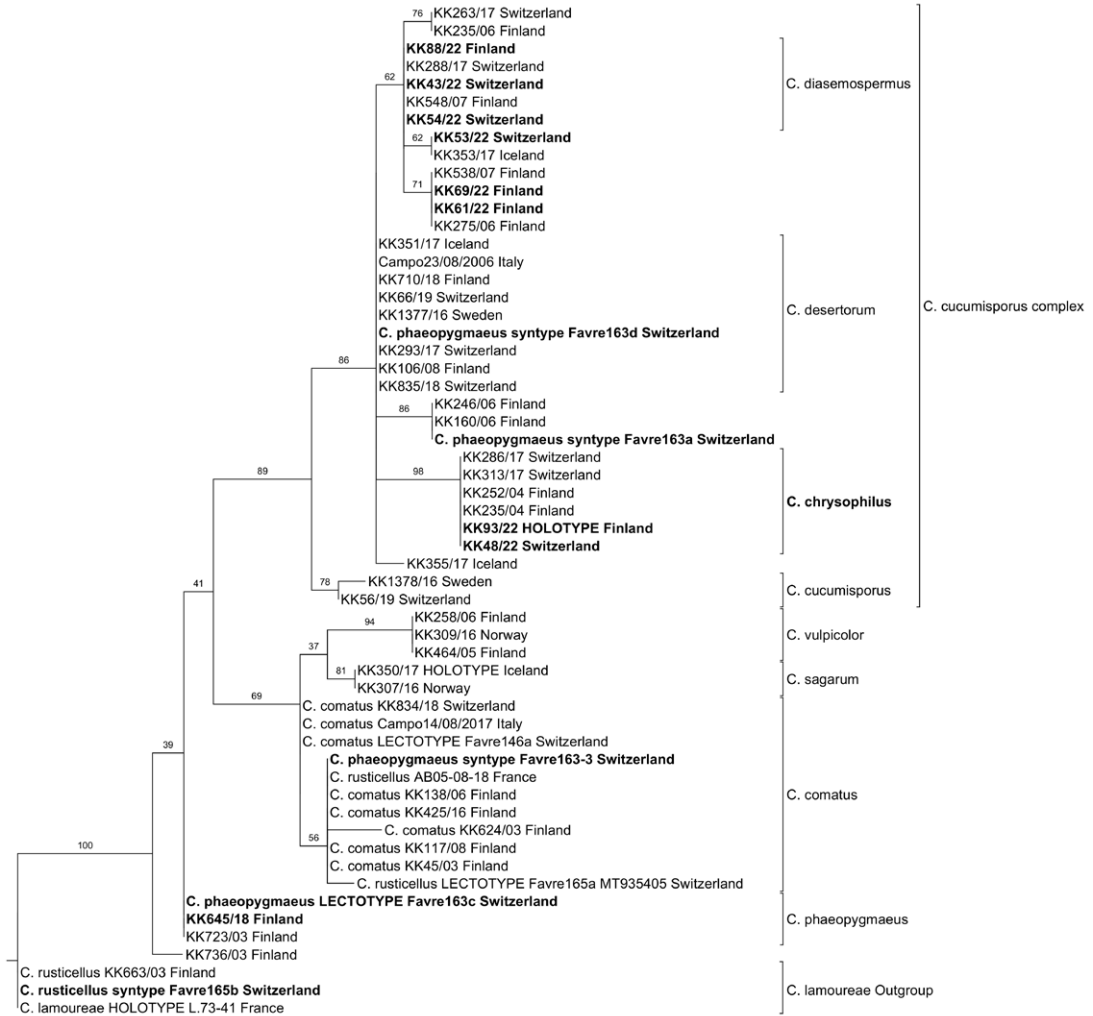 76
KK263/17 Switzerland
KK235/06 Finland
62
KK88/22 Finland
KK288/17 Switzerland
KK43/22 Switzerland
KK548/07 Finland
KK54/22 Switzerland
C. diasemospermus
62
KK53/22 Switzerland
KK353/17 Iceland
71
KK538/07 Finland
KK69/22 Finland
KK61/22 Finland
KK275/06 Finland
KK351/17 Iceland
Campo23/08/2006 Italy
KK710/18 Finland
KK66/19 Switzerland
KK1377/16 Sweden
C. phaeopygmaeus syntype Favre163d Switzerland
KK293/17 Switzerland
KK106/08 Finland
KK835/18 Switzerland
C. desertorum
C. cucumisporus complex
86
86
KK246/06 Finland
KK160/06 Finland
C. phaeopygmaeus syntype Favre163a Switzerland
98
KK286/17 Switzerland
KK313/17 Switzerland
KK252/04 Finland
KK235/04 Finland
KK93/22 HOLOTYPE Finland
KK48/22 Switzerland
C. chrysophilus
89
KK355/17 Iceland
78
KK1378/16 Sweden
KK56/19 Switzerland
C. cucumisporus
41
94
KK258/06 Finland
KK309/16 Norway
KK464/05 Finland
C. vulpicolor
37
81
KK350/17 HOLOTYPE Iceland
KK307/16 Norway
C. sagarum
69
C. comatus KK834/18 Switzerland
C. comatus Campo14/08/2017 Italy
C. comatus LECTOTYPE Favre146a Switzerland
C. phaeopygmaeus syntype Favre163-3 Switzerland
C. rusticellus AB05-08-18 France
C. comatus KK138/06 Finland
C. comatus KK425/16 Finland
C. comatus KK624/03 Finland
56
C. comatus KK117/08 Finland
C. comatus KK45/03 Finland
C. rusticellus LECTOTYPE Favre165a MT935405 Switzerland
C. comatus
39
100
C. phaeopygmaeus LECTOTYPE Favre163c Switzerland
KK645/18 Finland
KK723/03 Finland
C. phaeopygmaeus
KK736/03 Finland
C. rusticellus KK663/03 Finland
C. rusticellus syntype Favre165b Switzerland
C. lamoureae HOLOTYPE L.73-41 France
C. lamoureae Outgroup